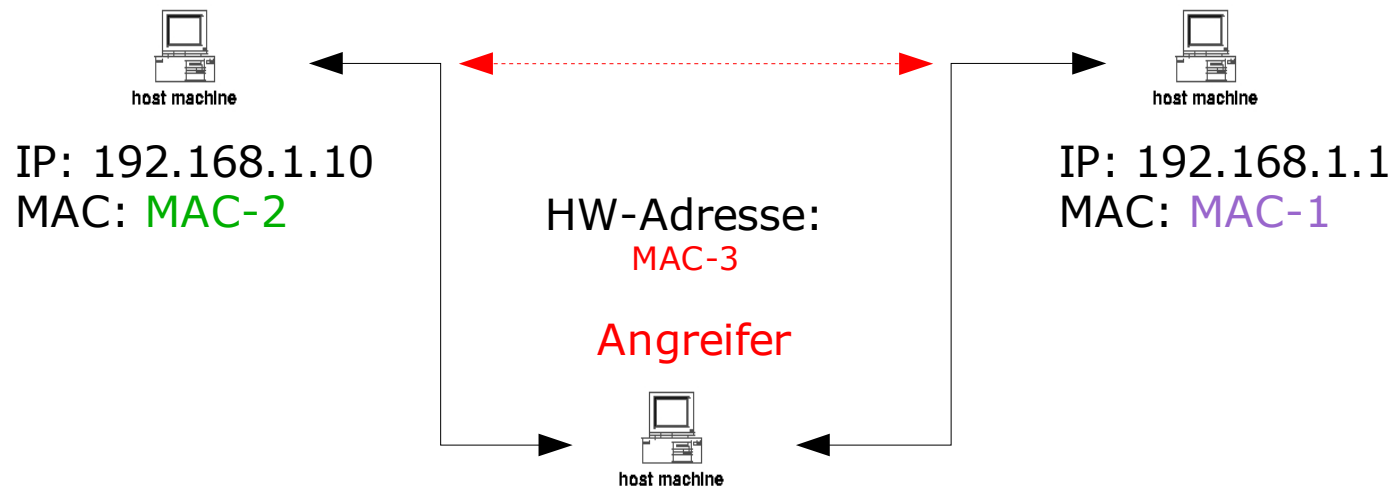 host machine
IP: 192.168.1.10
MAC: MAC-2
host machine
IP: 192.168.1.1
MAC: MAC-1
HW-Adresse:
MAC-3
Angreifer
host machine